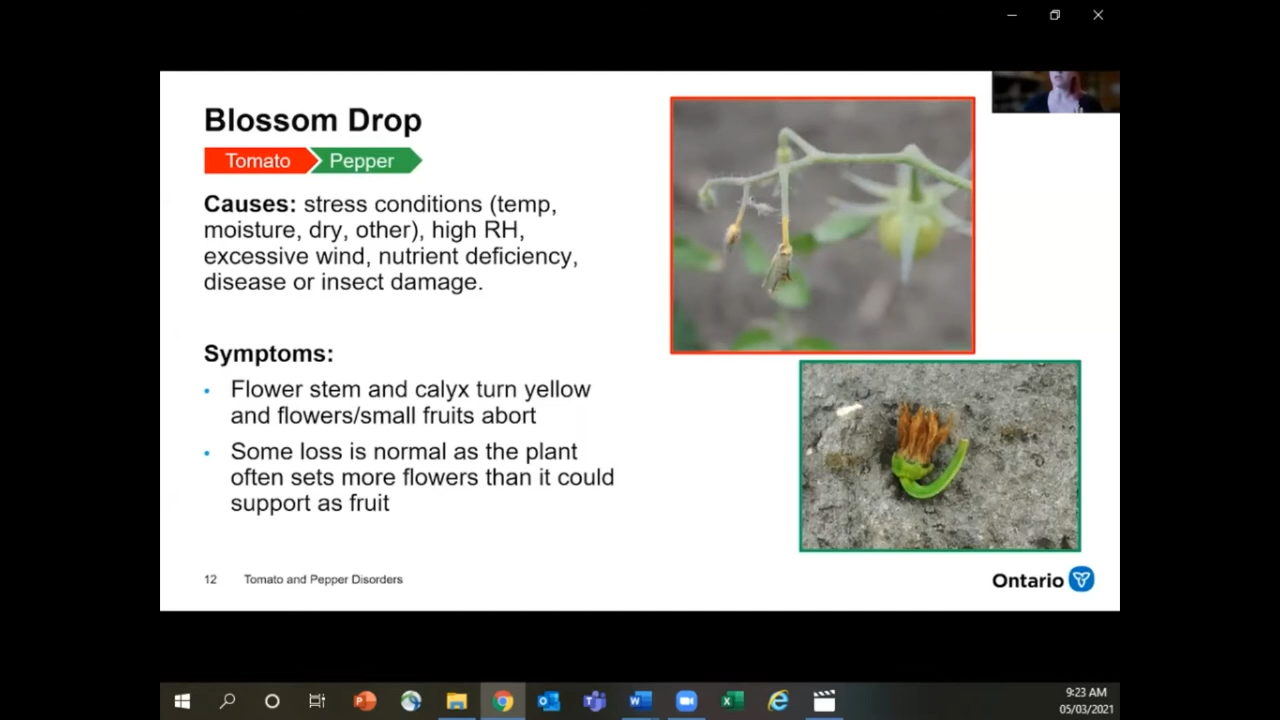 Blossom Drop
Tomato Pepper
Causes: stress conditions (temp,
moisture, dry, other), high RH,
excessive wind, nutrient deficiency,
disease or insect damage.
Symptoms:
• Flower stem and calyx turn yellow
and flowers/small fruits abort
• Some loss is normal as the plant
often sets more flowers than it could
support as fruit
12 Tomato and Pepper Disorders
Ontario
9:23 AM
05/03/2021